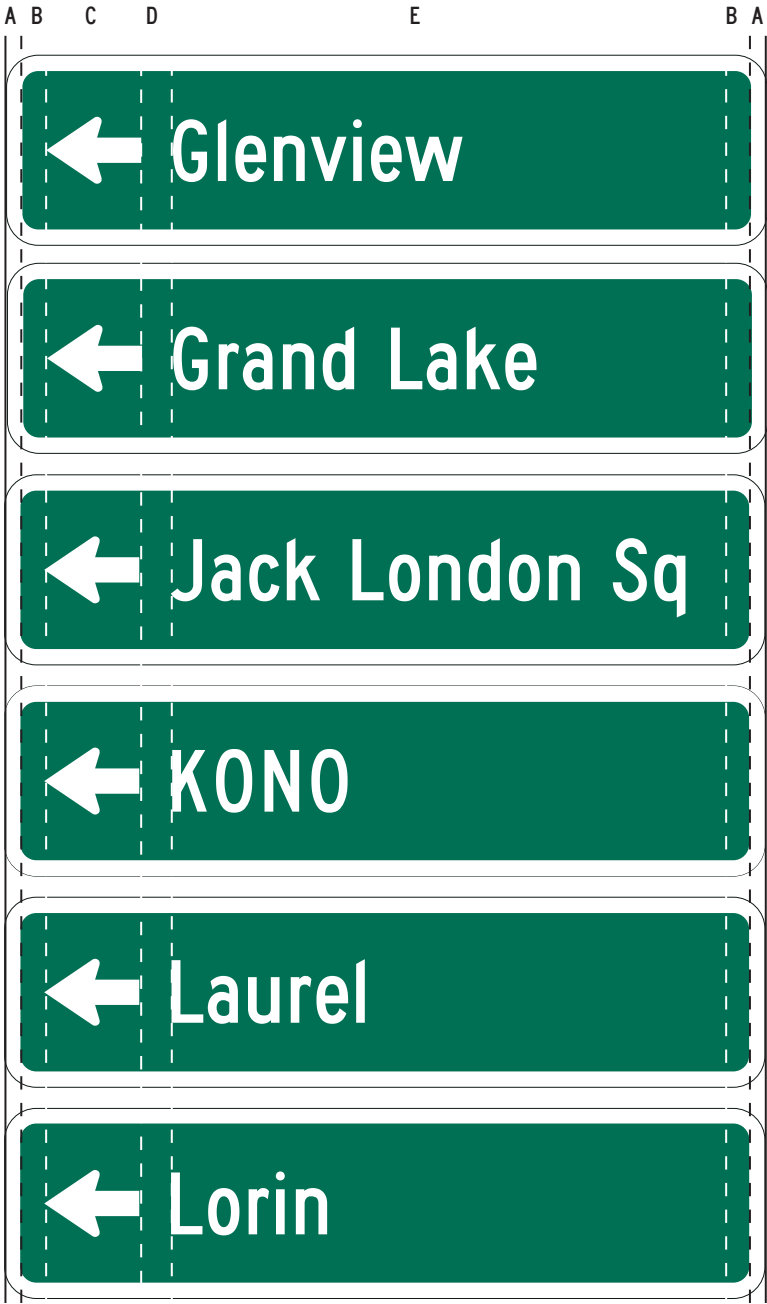 A B C D E B A
Glenview
Grand Lake
Jack London Sq
KONO
Laurel
Lorin